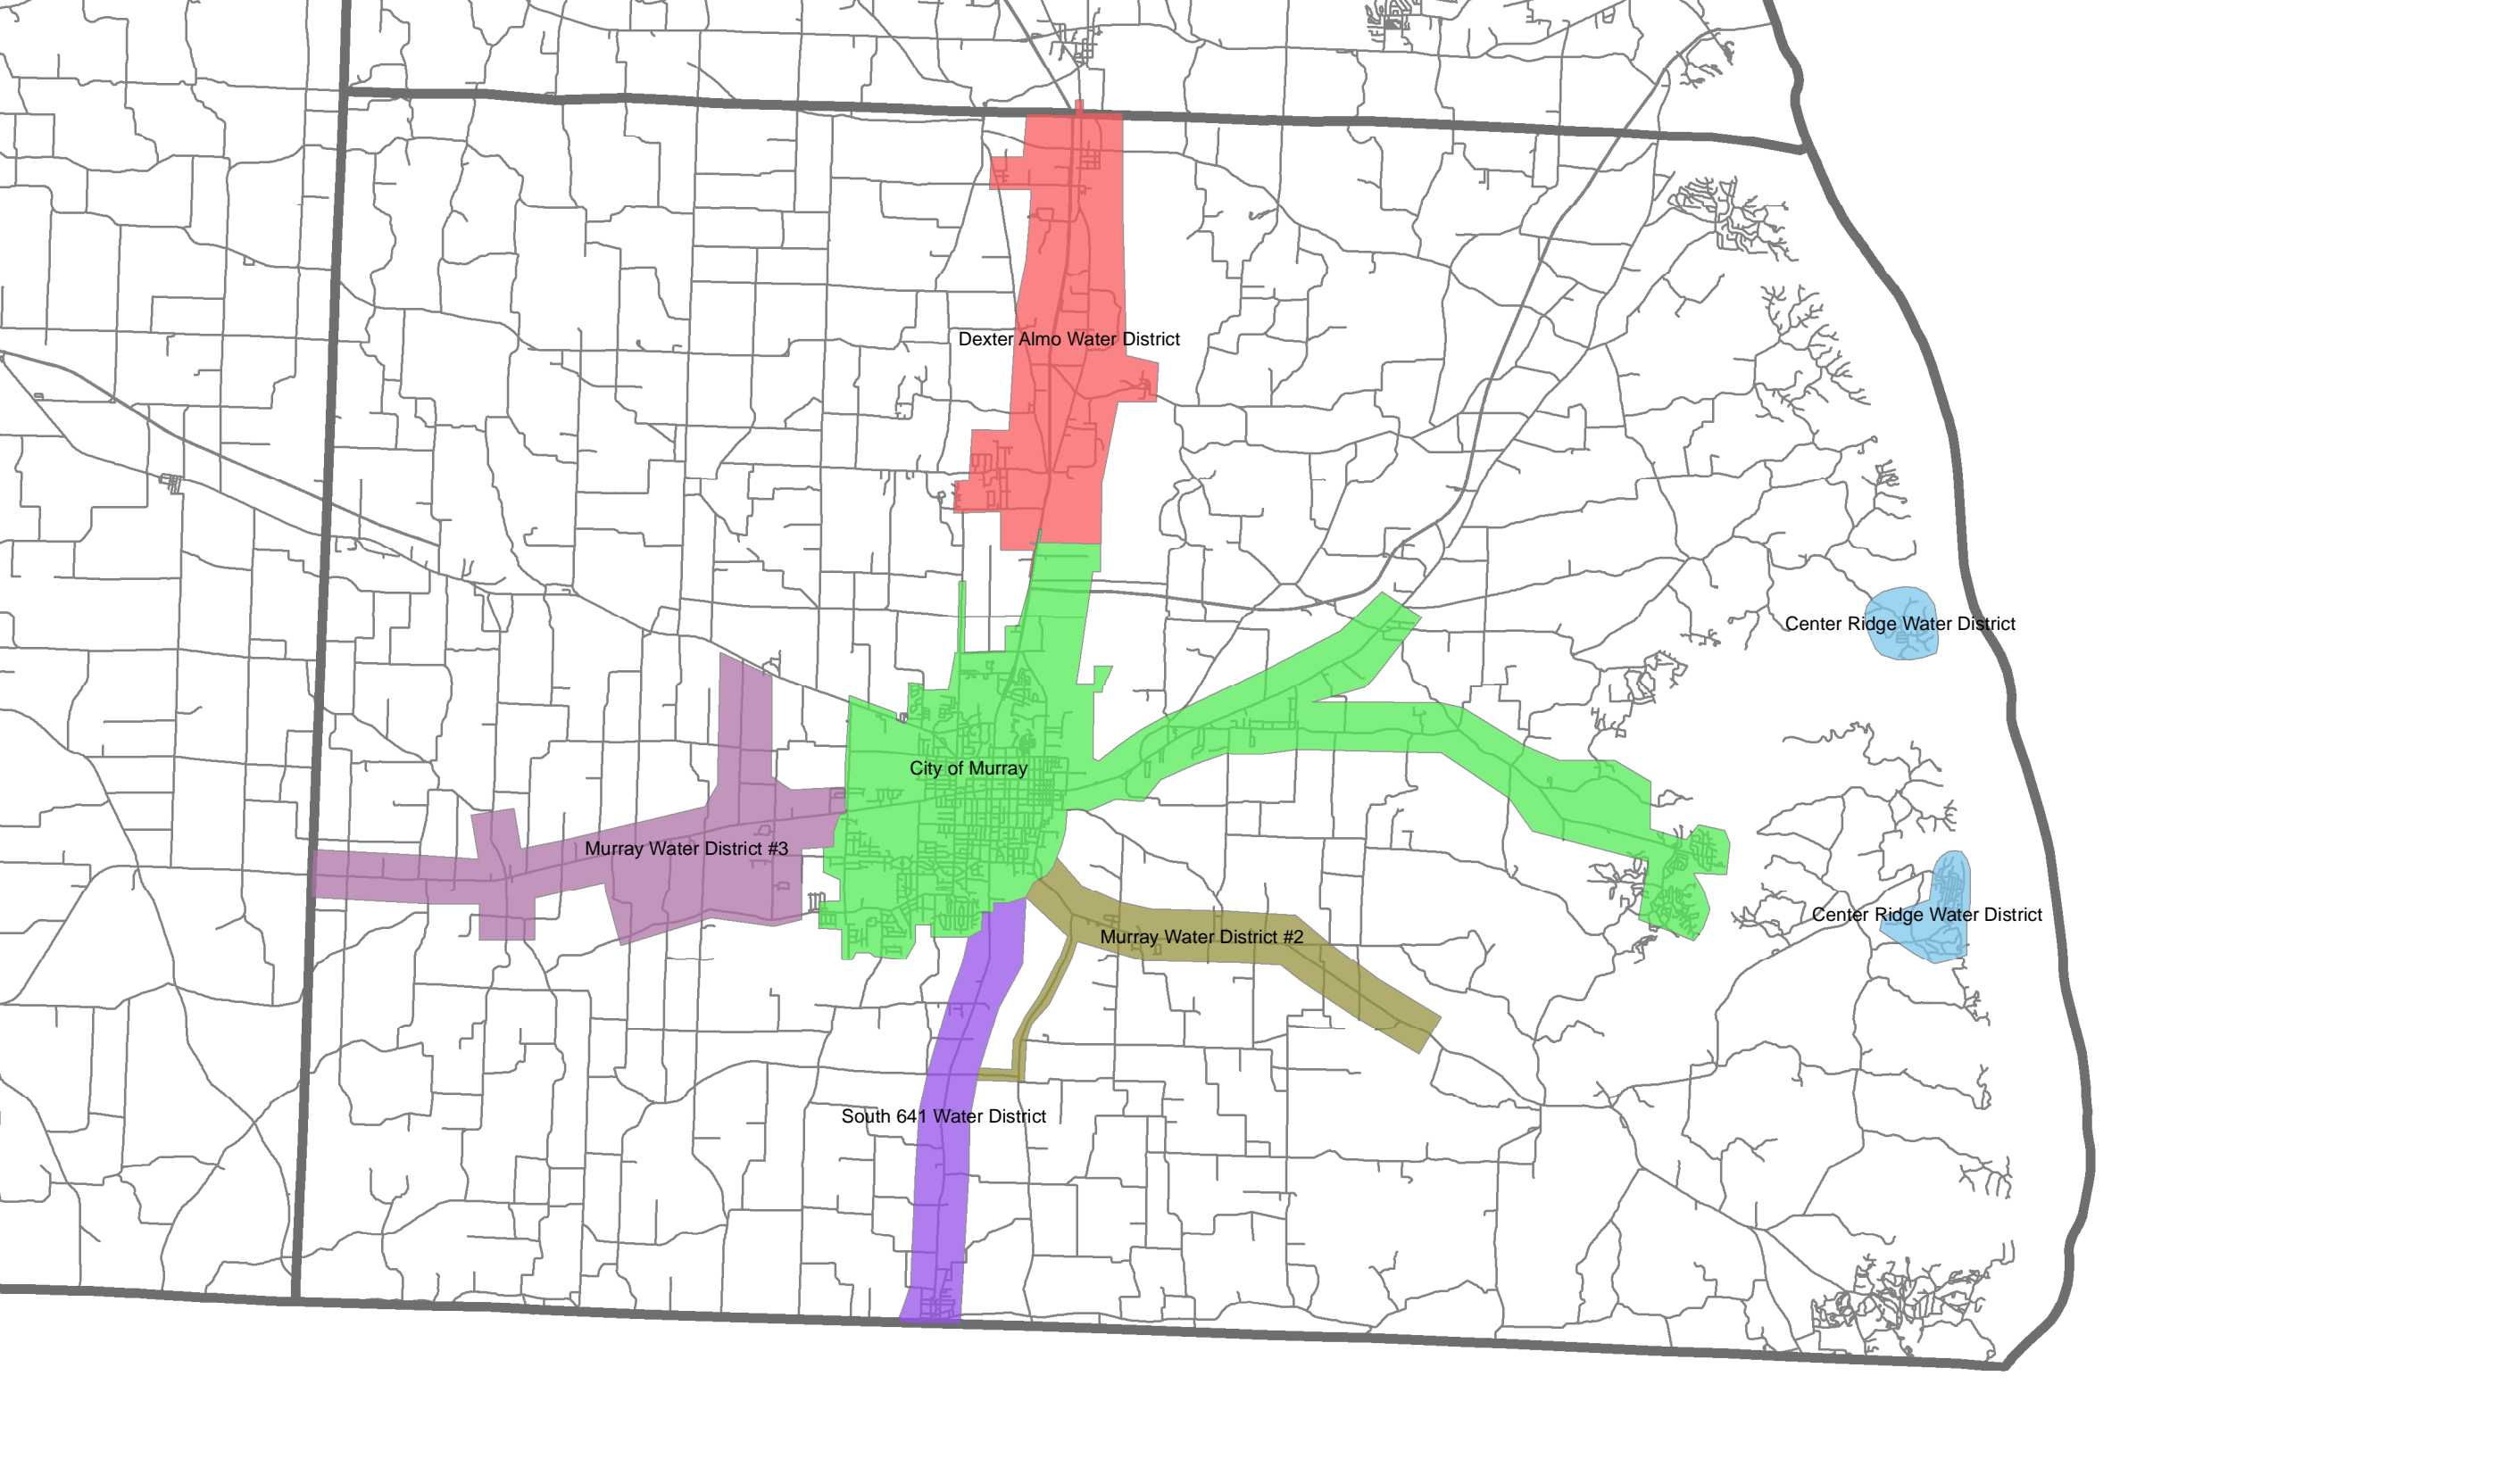 Dexter Almo Water District
Center Ridge Water District
City of Murray
Murray Water District #3
Center Ridge Water District
Murray Water District #2
South 641 Water District